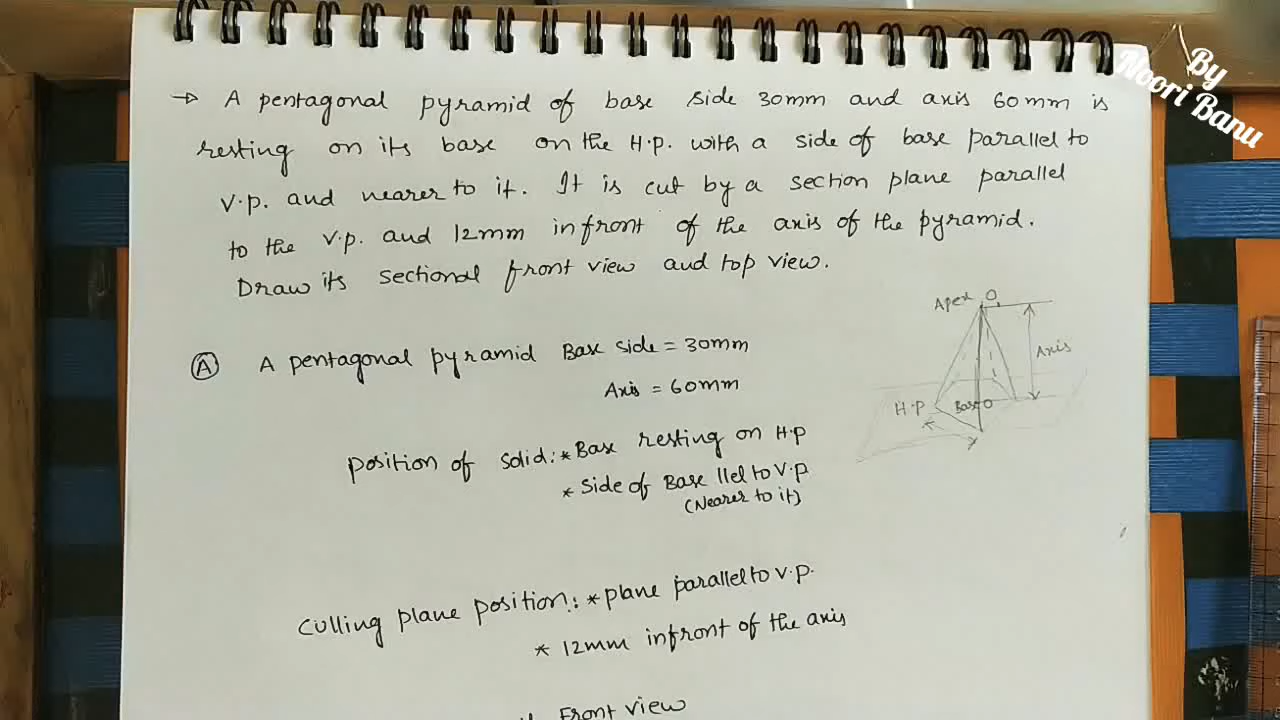 By
Noori Banu
→ A pentagonal pyramid of base side 30mm and axis 60mm is
resting on its base on the H.P. with a side of base parallel to
V.P. and nearer to it. It is cut by a section plane parallel
to the V.P. and 12mm infront of the axis of the pyramid.
Draw its sectional front view and top view.
Apex O
Axis
H.P Base O
A A pentagonal pyramid Base side = 30mm
Axis = 60mm
Position of Solid: * Base resting on H.P
* Side of Base llel to V.P
(Nearer to it)
Culling plane position: * plane parallel to V.P.
* 12mm infront of the axis
Front view